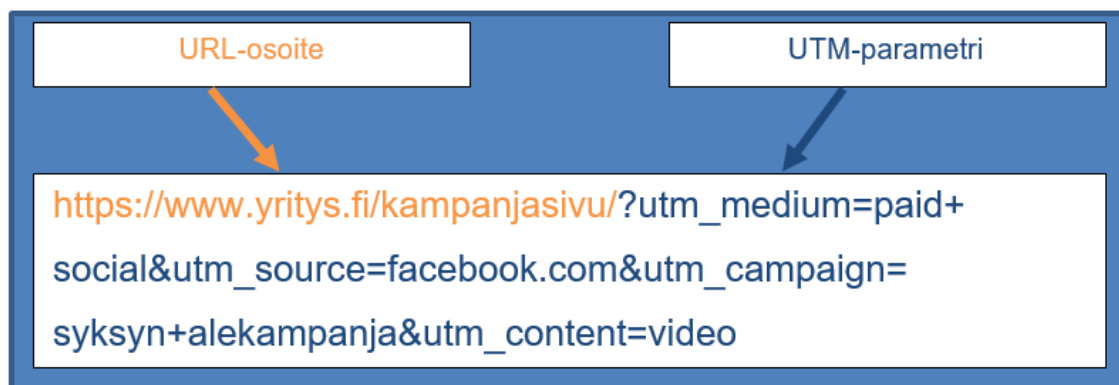 URL-osoite
UTM-parametri
https://www.yritys.fi/kampanjasivu/?utm_medium=paid+
social&utm_source=facebook.com&utm_campaign=
syksyn+alekampanja&utm_content=video